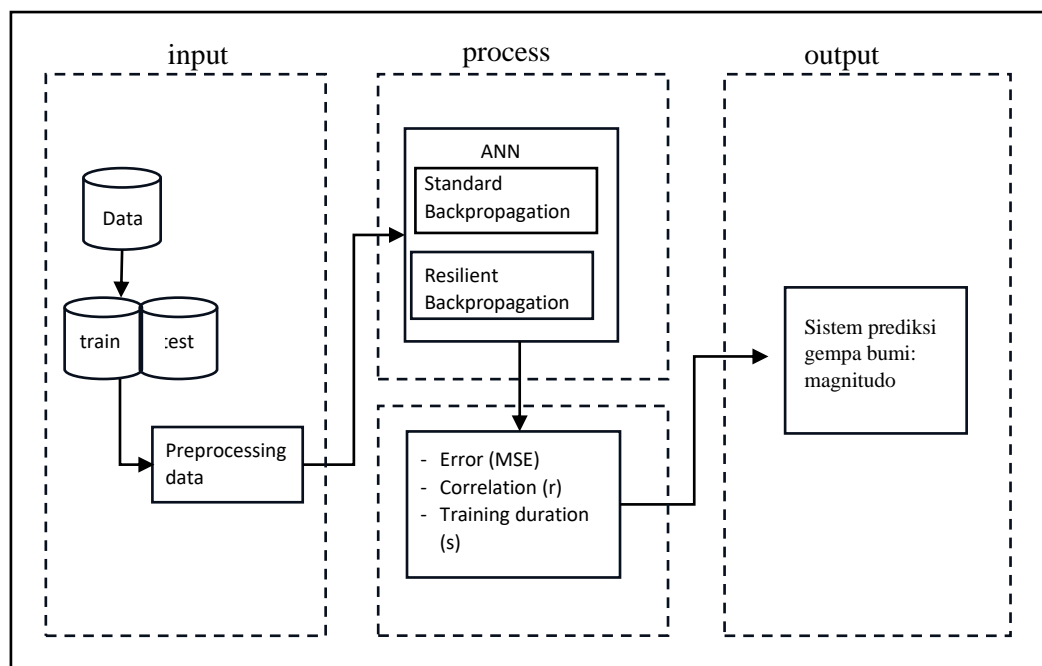 input
process
output
Data
train
:est
Preprocessing
data
ANN
Standard
Backpropagation
Resilient
Backpropagation
- Error (MSE)
- Correlation (r)
- Training duration
(s)
Sistem prediksi
gempa bumi:
magnitudo